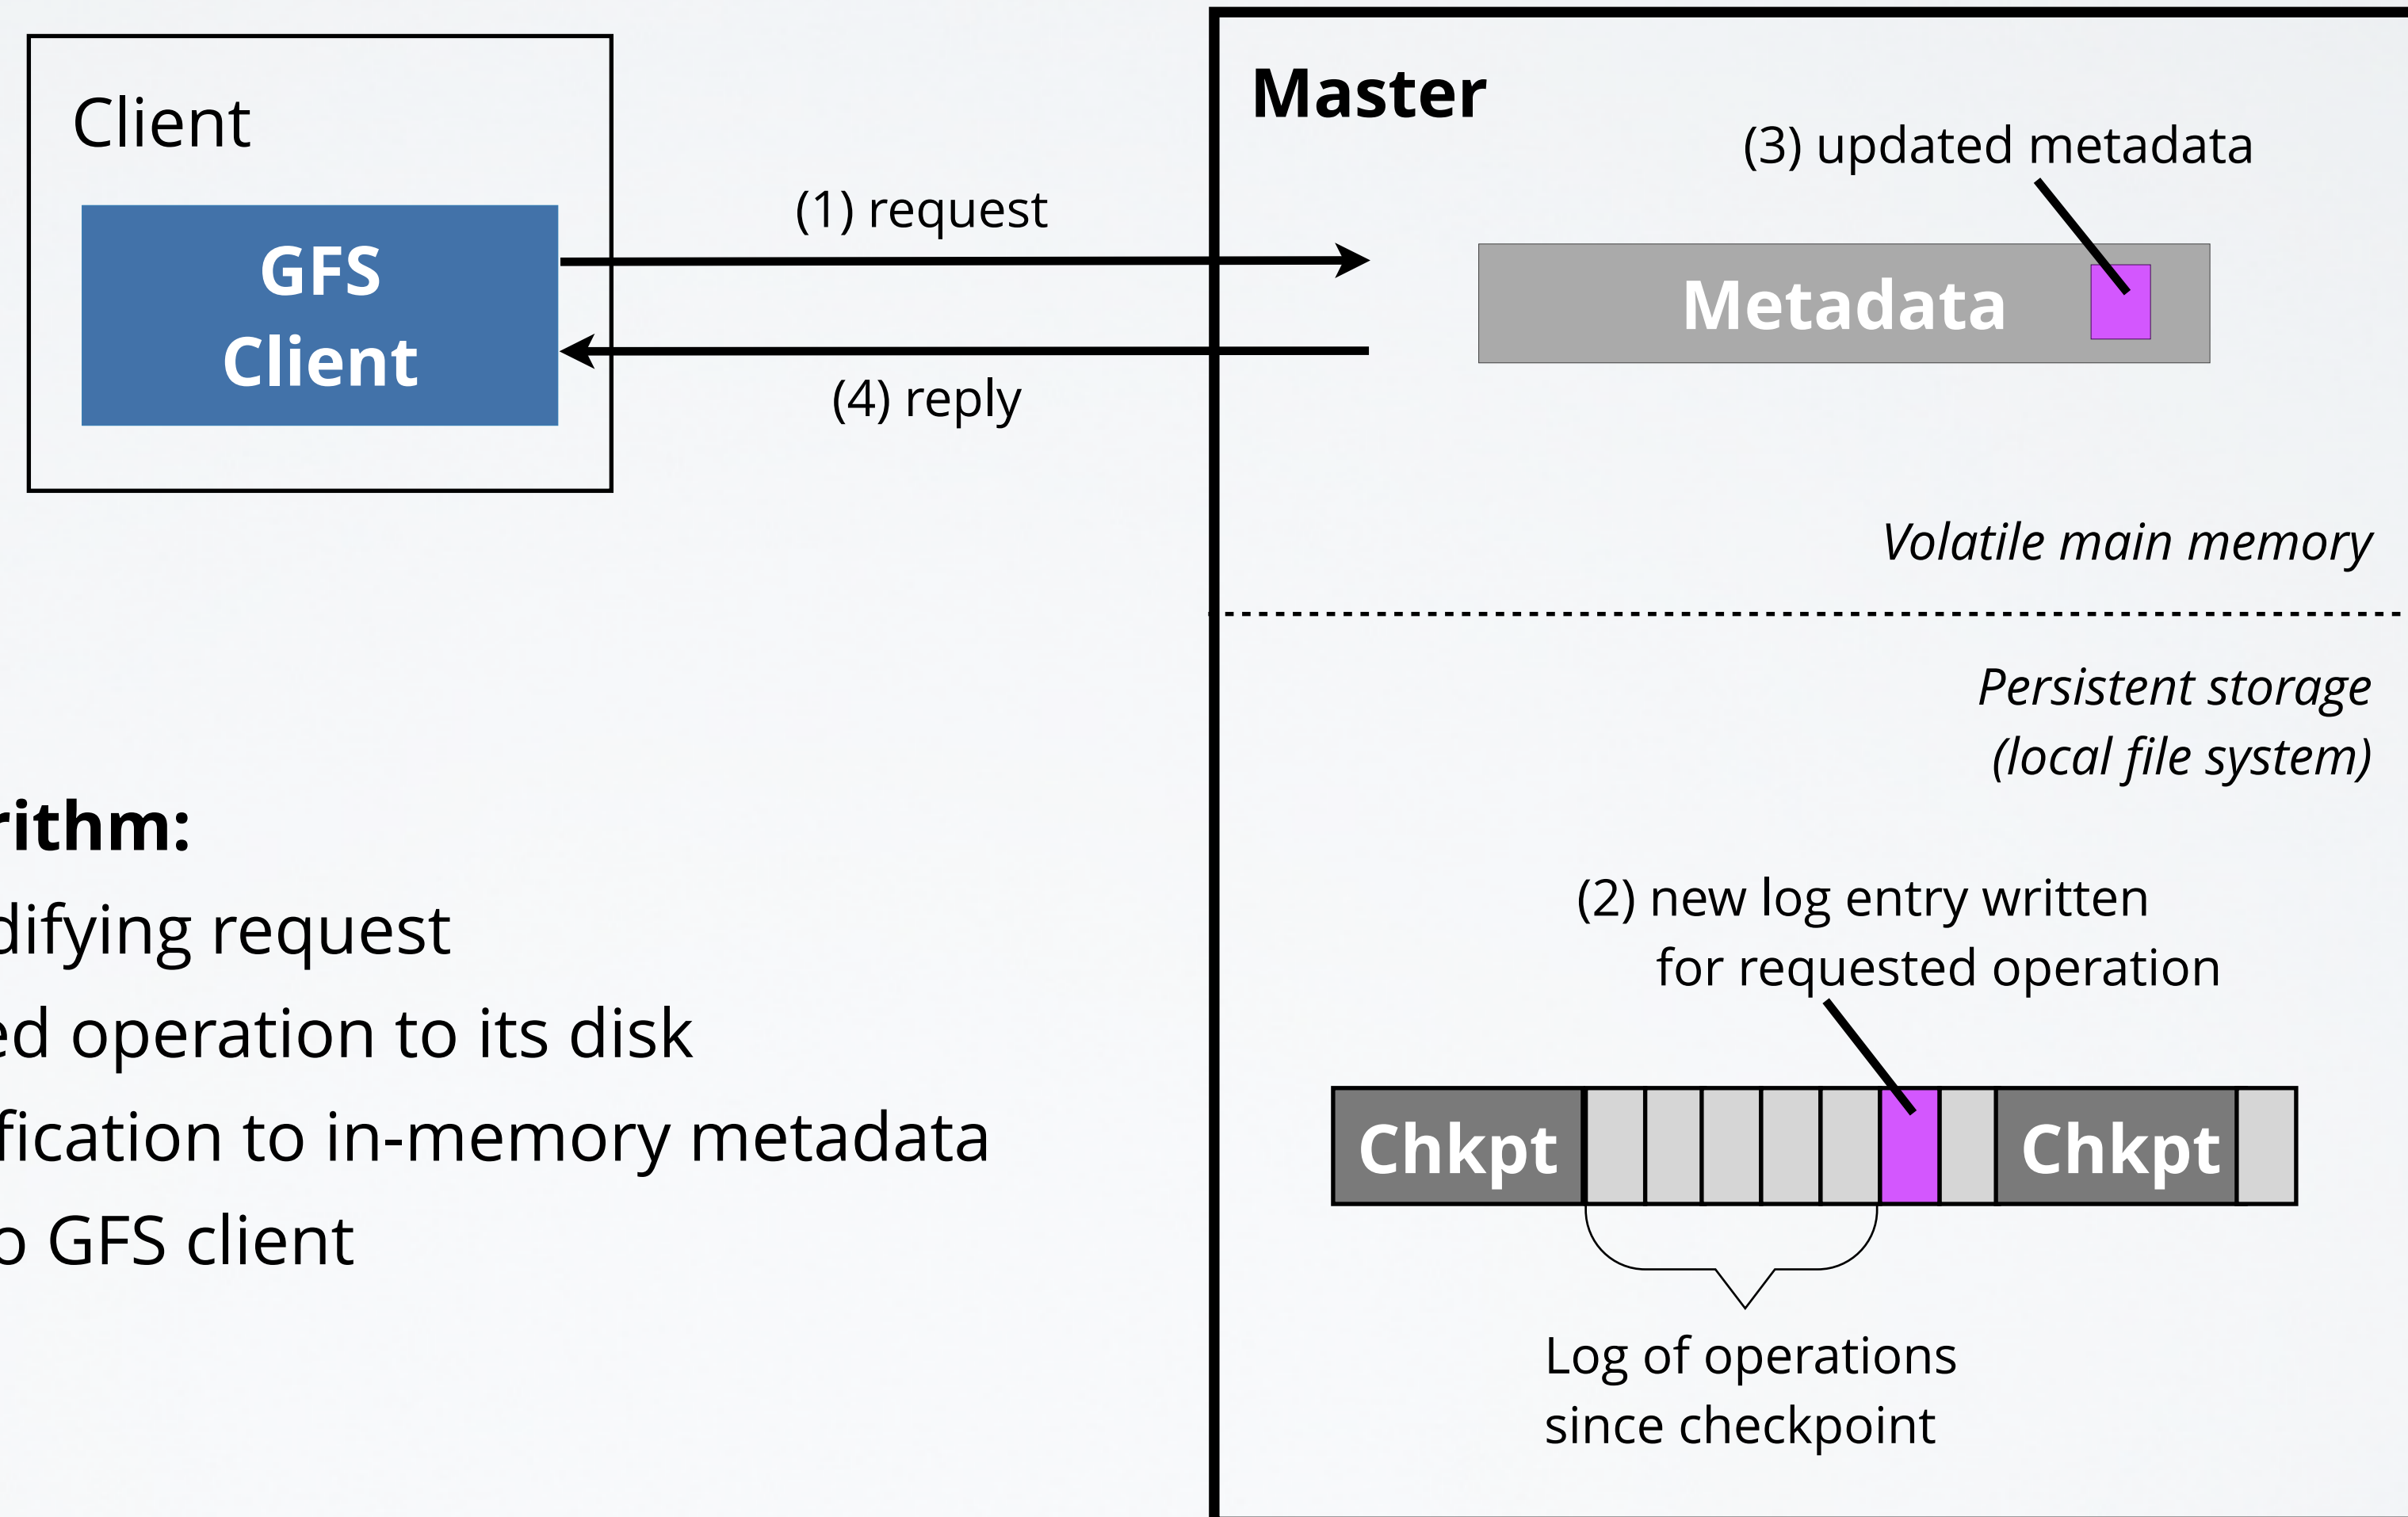 Client
GFS
Client
(1) request
(4) reply
Master
(3) updated metadata
Metadata
Volatile main memory
Persistent storage
(local file system)
rithm:
difying request
ed operation to its disk
fication to in-memory metadata
o GFS client
(2) new log entry written
for requested operation
Chkpt
Chkpt
Log of operations
since checkpoint